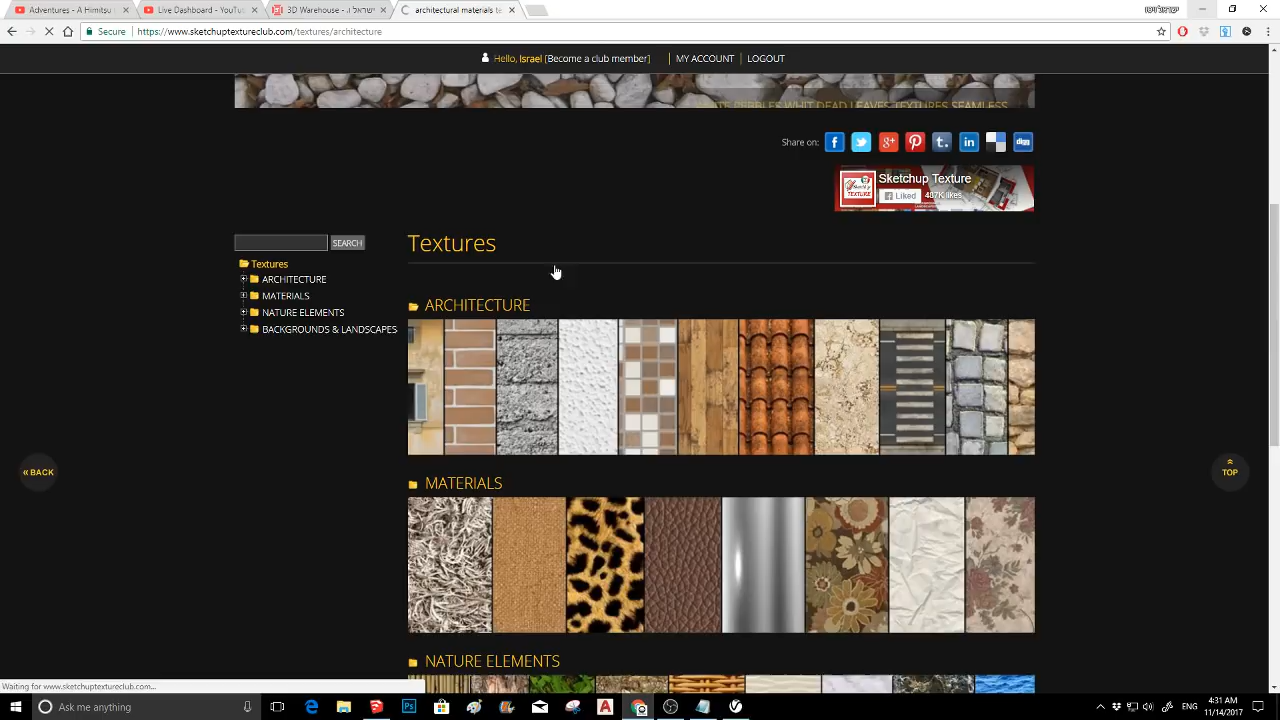 Adventures - A Himitsu
Live Dashboard - YouTu
3D Warehouse
architectural materials te
Secure
https://www.sketchuptextureclub.com/textures/architecture
Hello, Israel [Become a club member]
MY ACCOUNT
LOGOUT
Share on:
Sketchup Texture
Liked
487K likes
SEARCH
Textures
Textures
ARCHITECTURE
MATERIALS
NATURE ELEMENTS
BACKGROUNDS & LANDSCAPES
ARCHITECTURE
« BACK
TOP
MATERIALS
NATURE ELEMENTS
Waiting for www.sketchuptextureclub.com...
Ask me anything
ENG
4:31 AM
11/14/2017